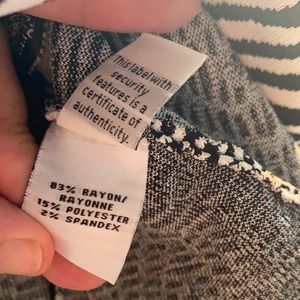 This label with
security
features is a
certificate of
authenticity.
83% RAYON/
RAYONNE
15% POLYESTER
2% SPANDEX